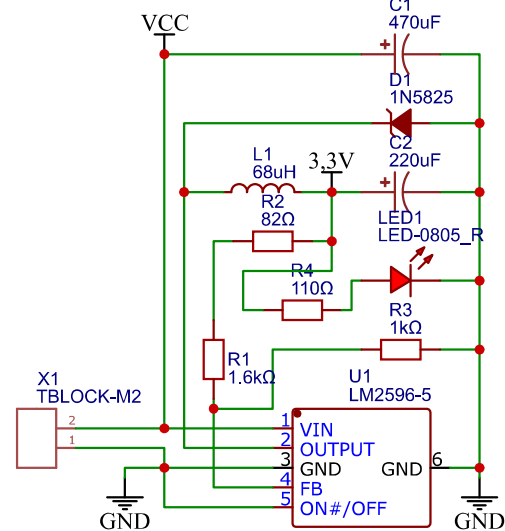 C1
VCC
470uF
D1
1N5825
C2
220uF
L1
68uH
3,3V
R2
82Ω
LED1
LED-0805_R
R4
110Ω
R3
1kΩ
R1
1.6kΩ
X1
TBLOCK-M2
U1
LM2596-5
2
1
1 VIN
2 OUTPUT
3 GND
GND 6
4 FB
5 ON#/OFF
GND
GND